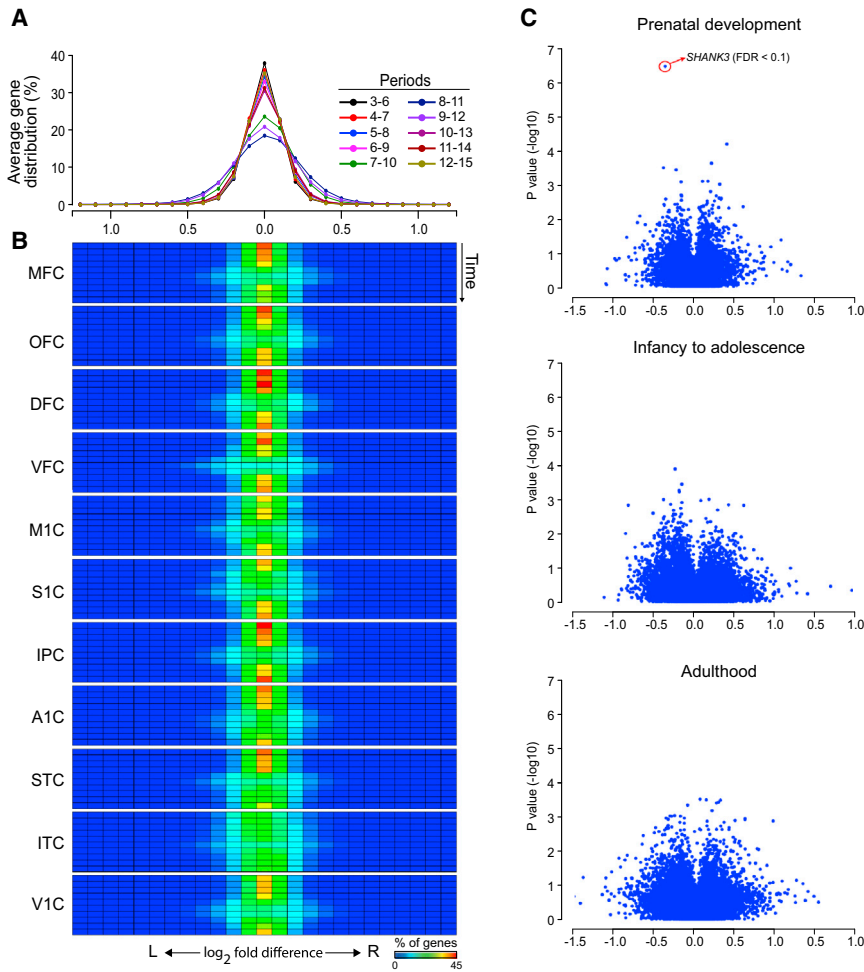 A
Average gene
distribution (%)
40
30
20
10
0
Periods
3-6
4-7
5-8
6-9
7-10
8-11
9-12
10-13
11-14
12-15
1.0
0.5
0.0
0.5
1.0
B
Time
MFC
OFC
DFC
VFC
M1C
S1C
IPC
A1C
STC
ITC
V1C
L
log2 fold difference
R
% of genes
0
45
C
Prenatal development
P value (-log10)
7
6
5
4
3
2
1
0
SHANK3 (FDR < 0.1)
-1.5
-1.0
-0.5
0.0
0.5
1.0
Infancy to adolescence
P value (-log10)
7
6
5
4
3
2
1
0
-1.5
-1.0
-0.5
0.0
0.5
1.0
Adulthood
P value (-log10)
7
6
5
4
3
2
1
0
-1.5
-1.0
-0.5
0.0
0.5
1.0